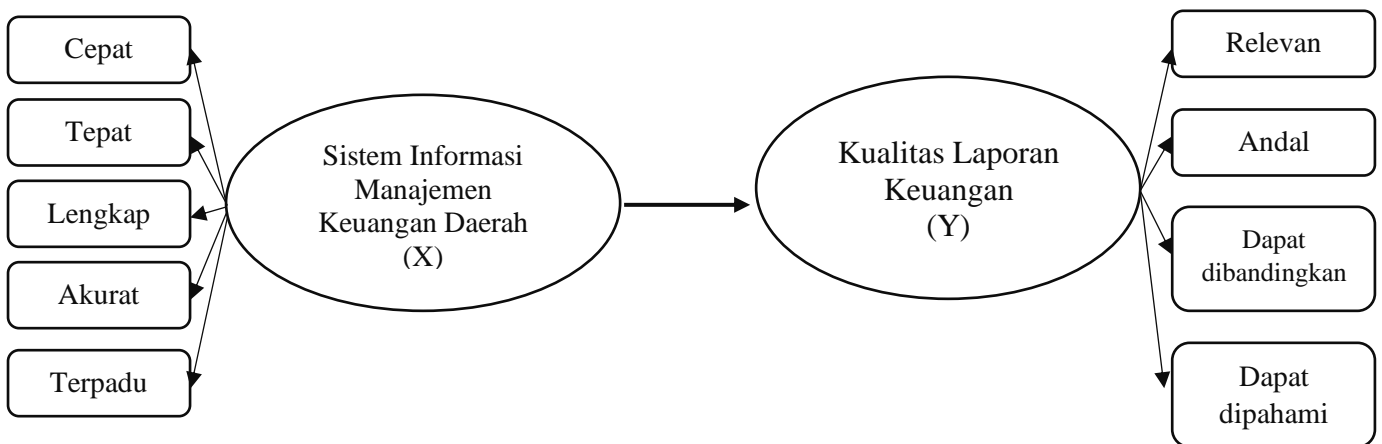 Cepat
Tepat
Lengkap
Akurat
Terpadu
Sistem Informasi
Manajemen
Keuangan Daerah
(X)
Kualitas Laporan
Keuangan
(Y)
Relevan
Andal
Dapat
dibandingkan
Dapat
dipahami